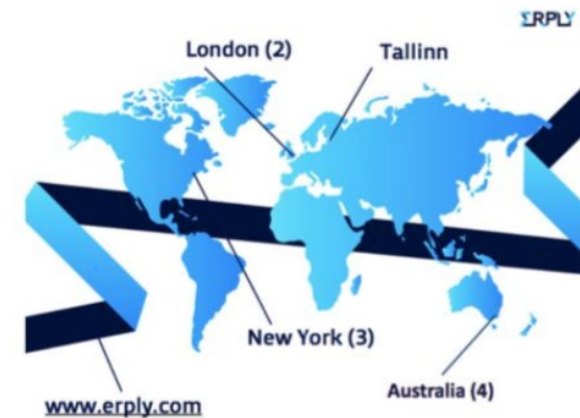 ERPLY
London (2)
Tallinn
New York (3)
Australia (4)
www.erply.com